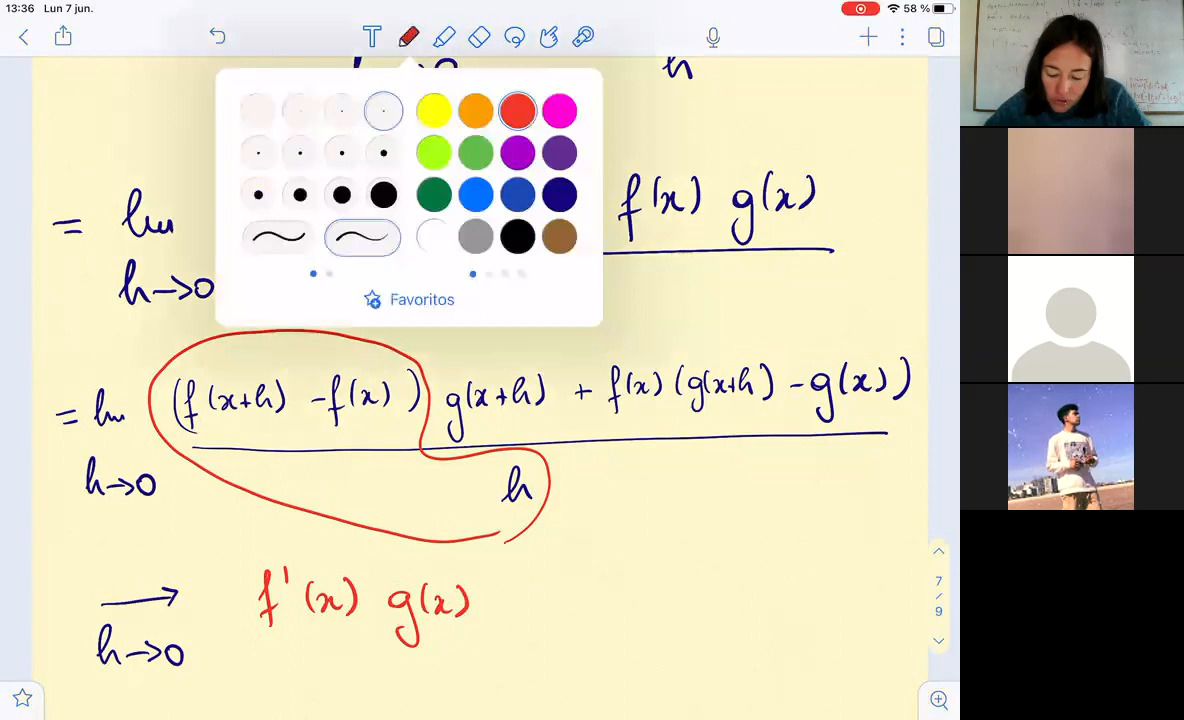 13:36 Lun 7 jun. 58 %
h
= lim f(x) g(x)
h→0
Favoritos
= lim (f(x+h) -f(x)) g(x+h) + f(x) (g(x+h) -g(x))
h→0 h
→ f'(x) g(x)
h→0
7
/
9